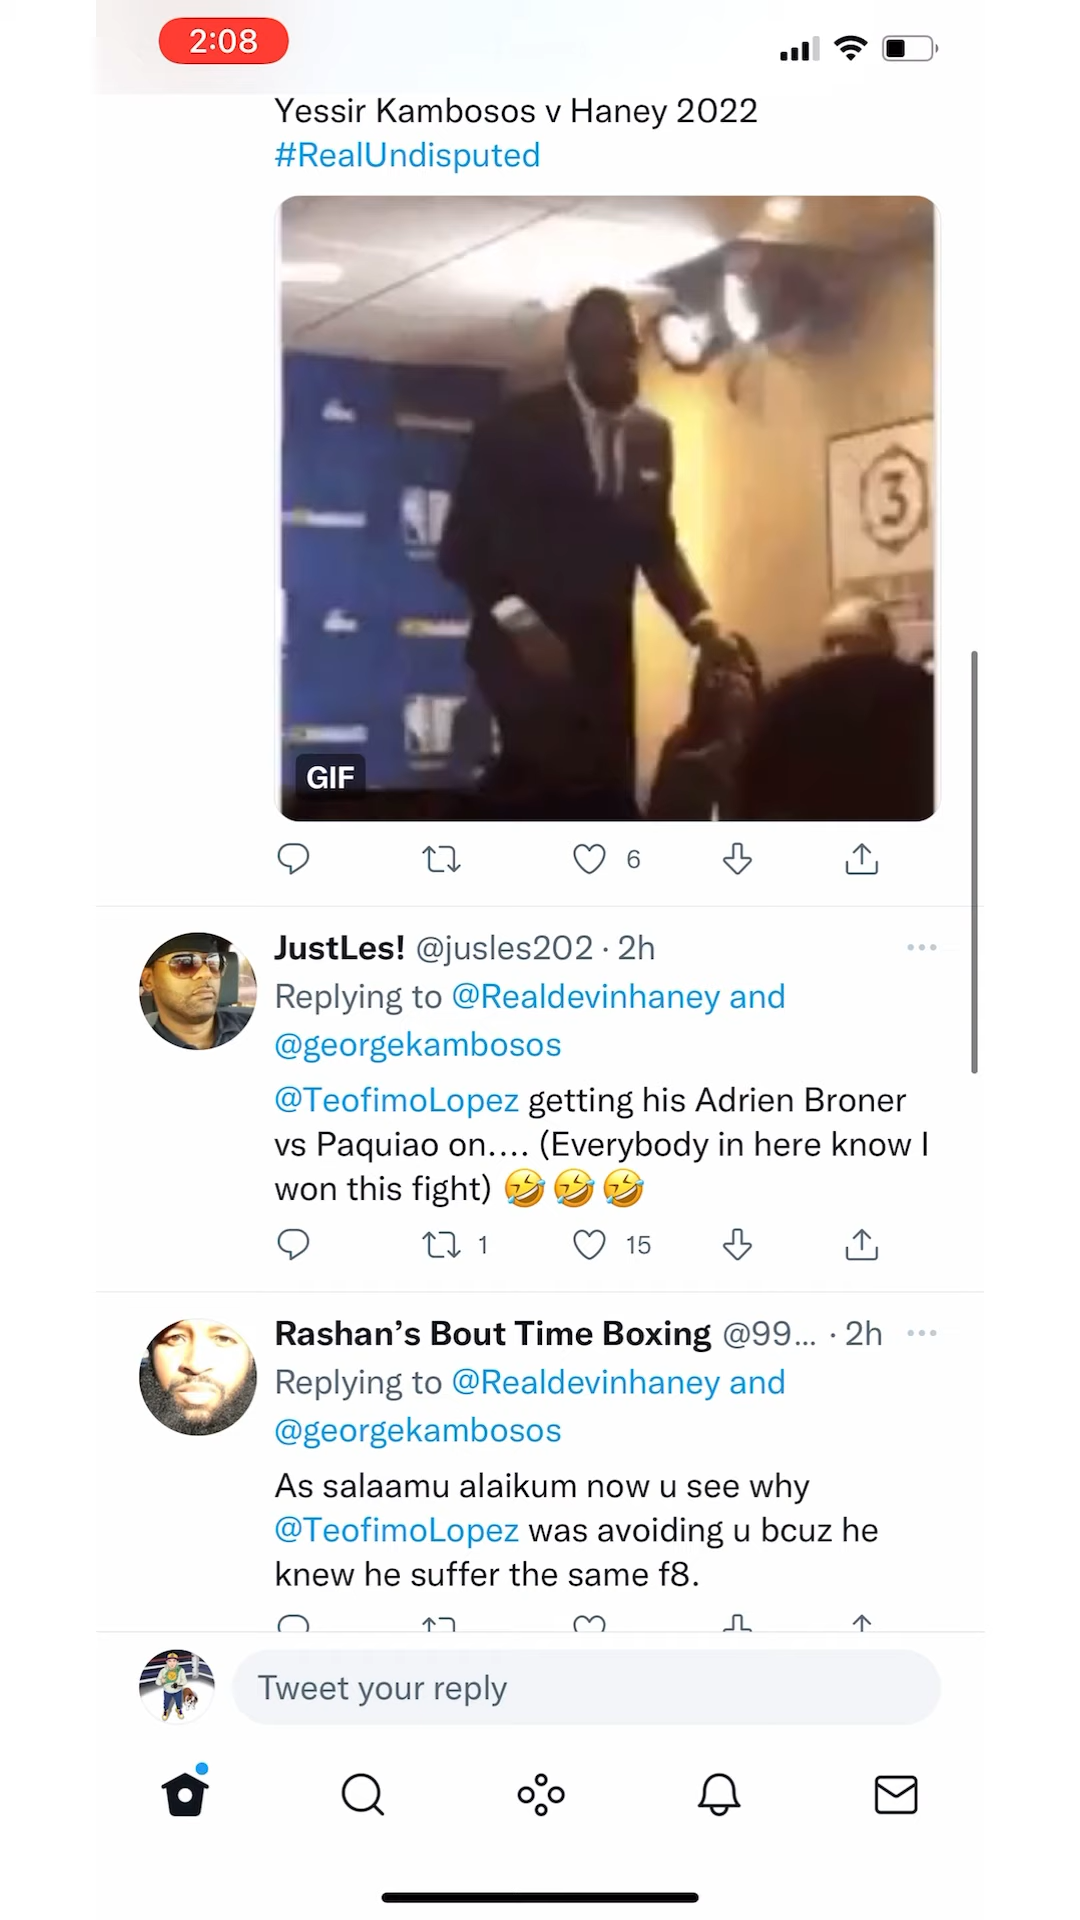 2:08
Yessir Kambosos v Haney 2022
#RealUndisputed
3
GIF
6
JustLes! @jusles202 · 2h
Replying to @Realdevinhaney and
@georgekambosos
@TeofimoLopez getting his Adrien Broner
vs Paquiao on.... (Everybody in here know I
won this fight) 🤣🤣🤣
1 15
Rashan’s Bout Time Boxing @99... · 2h
Replying to @Realdevinhaney and
@georgekambosos
As salaamu alaikum now u see why
@TeofimoLopez was avoiding u bcuz he
knew he suffer the same f8.
Tweet your reply